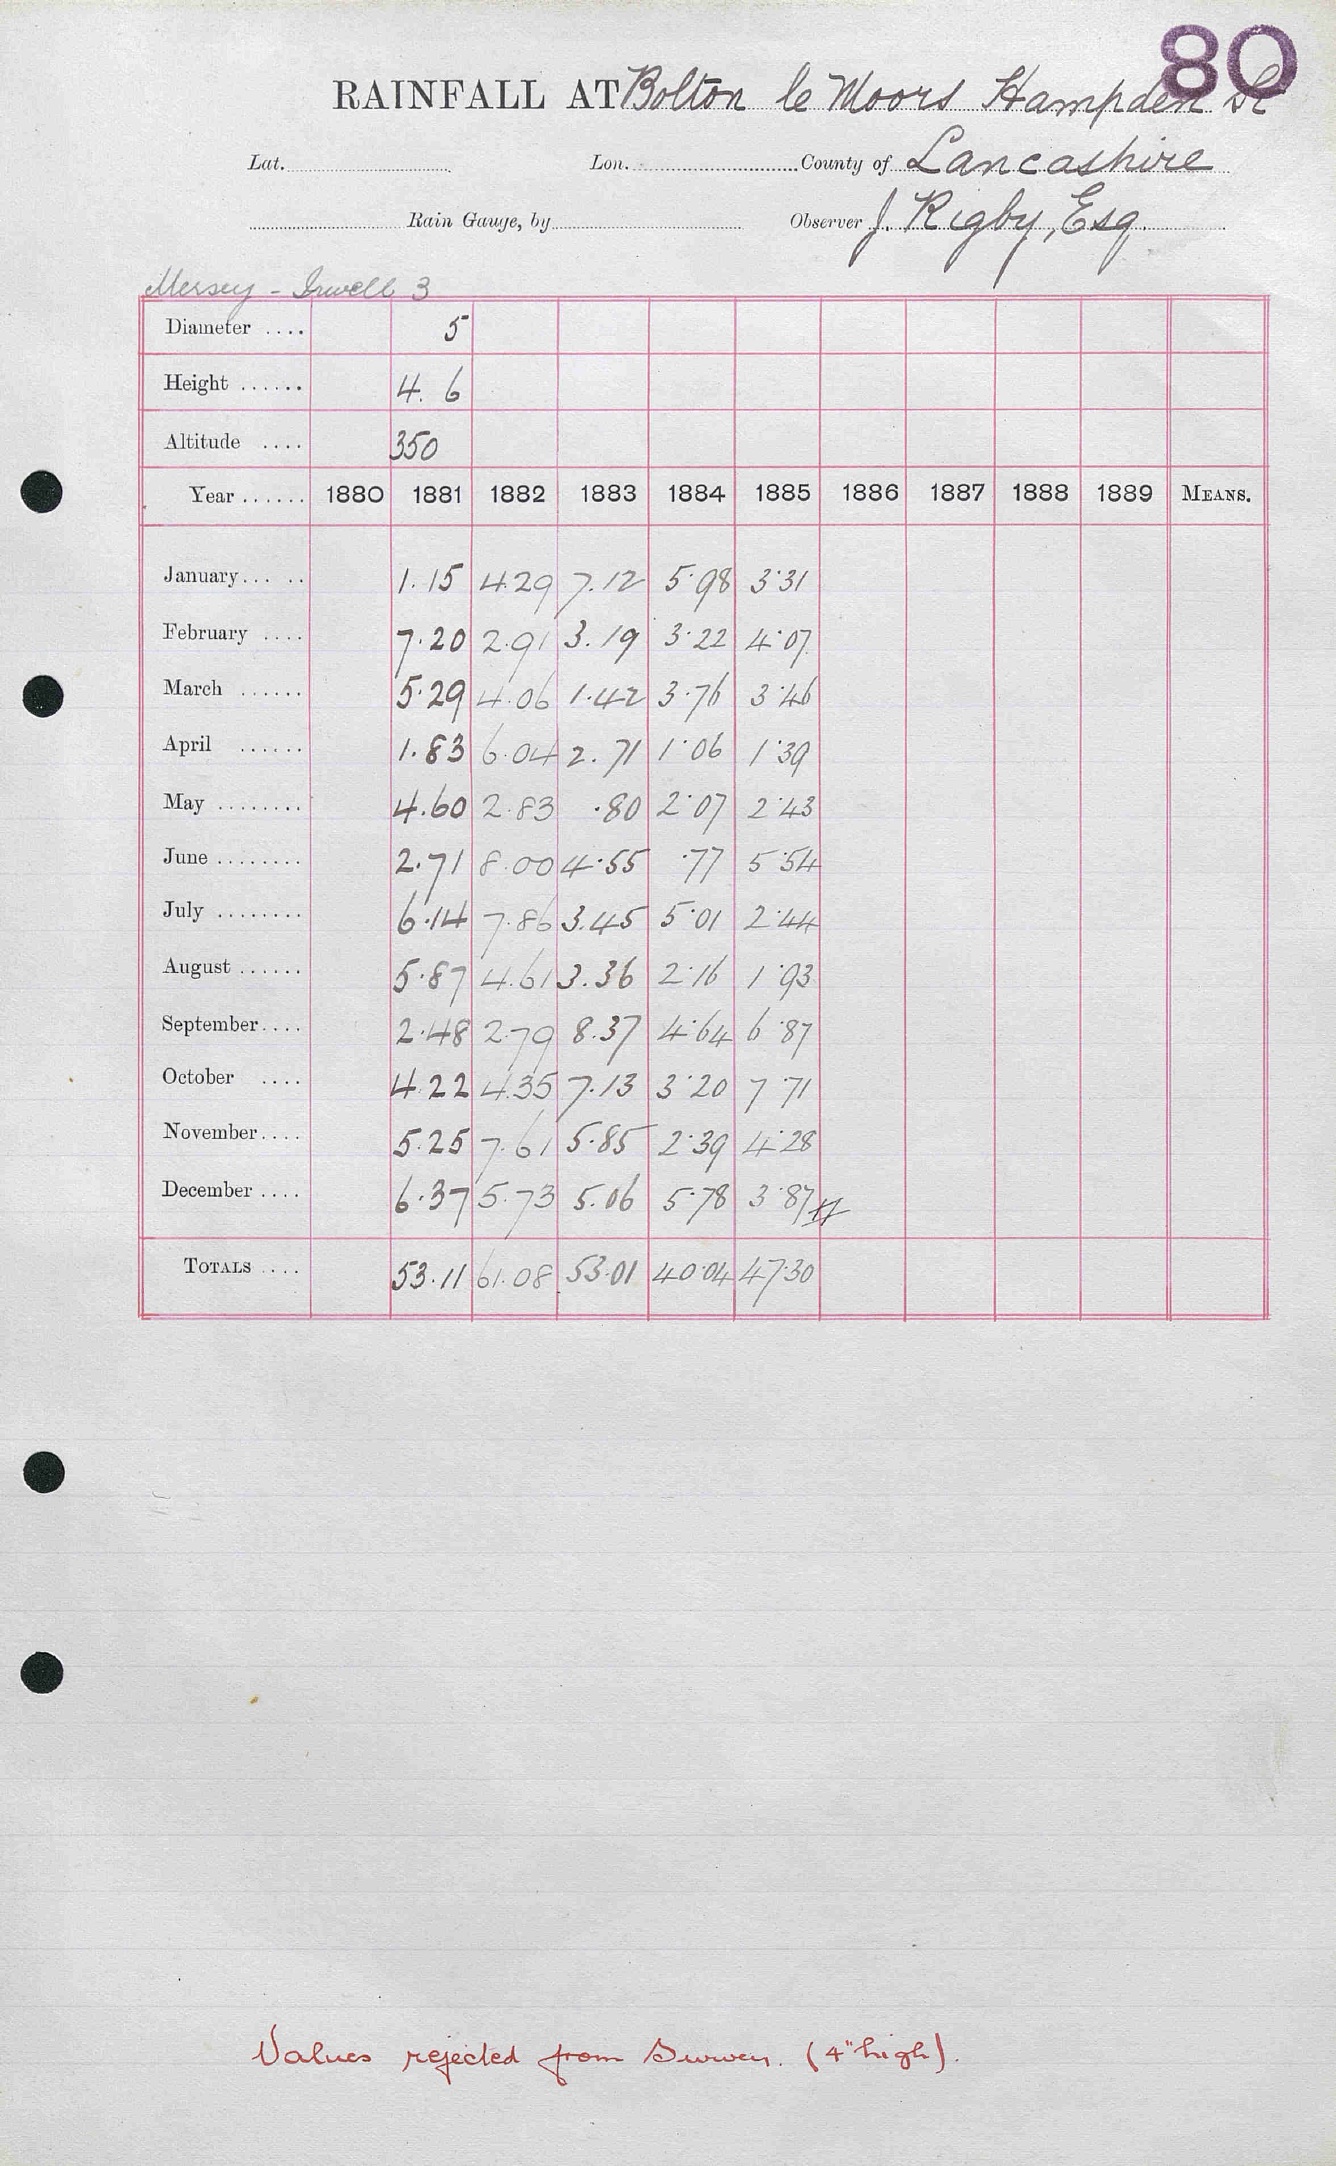 80
RAINFALL AT Bolton le Moors Hampden St
Lat. Lon. County of Lancashire
Rain Gauge, by Observer J. Rigby, Esq.
Mersey - Irwell 3
Diameter .... 5
Height ...... 4. 6
Altitude .... 350
Year ...... 1880 1881 1882 1883 1884 1885 1886 1887 1888 1889 MEANS.
January... .. 1.15 4.29 7.12 5.98 3.31
February .... 7.20 2.91 3.19 3.22 4.07
March ...... 5.29 4.06 1.42 3.76 3.46
April ...... 1.83 6.04 2.71 1.06 1.39
May ........ 4.60 2.83 .80 2.07 2.43
June ........ 2.71 8.00 4.55 .77 5.54
July ........ 6.14 7.86 3.45 5.01 2.44
August ...... 5.87 4.61 3.36 2.16 1.93
September.... 2.48 2.79 8.37 4.64 6.87
October .... 4.22 4.35 7.13 3.20 7.71
November.... 5.25 7.61 5.85 2.39 4.28
December .... 6.37 5.73 5.06 5.78 3.87
TOTALS .... 53.11 61.08 53.01 40.04 47.30
Values rejected from Survey. (4" high).